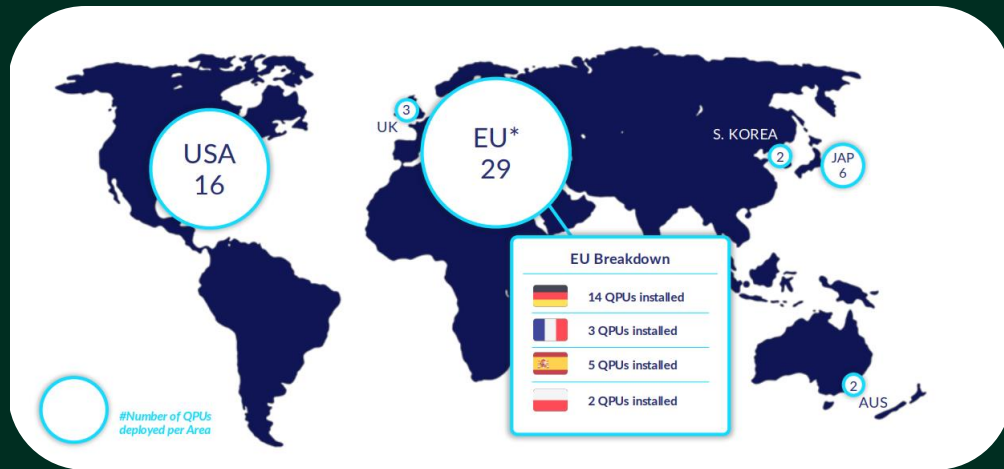 USA
16
UK
3
EU*
29
S. KOREA
2
JAP
6
EU Breakdown
14 QPUs installed
3 QPUs installed
5 QPUs installed
2 QPUs installed
2
AUS
#Number of QPUs
deployed per Area